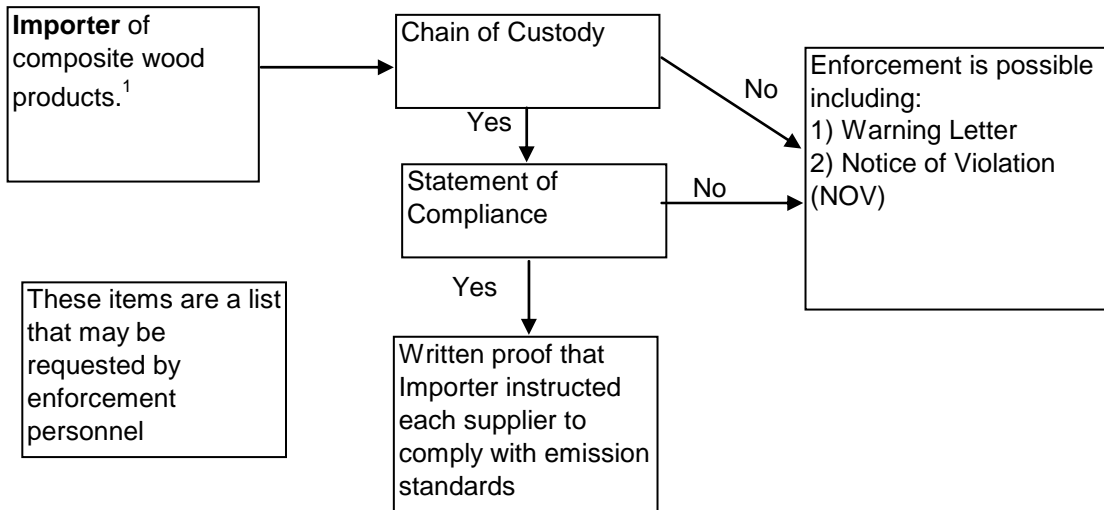 Importer of
composite wood
products.1
Chain of Custody
Enforcement is possible
including:
1) Warning Letter
2) Notice of Violation
(NOV)
No
Yes
Statement of
Compliance
No
Yes
These items are a list
that may be
requested by
enforcement
personnel
Written proof that
Importer instructed
each supplier to
comply with emission
standards